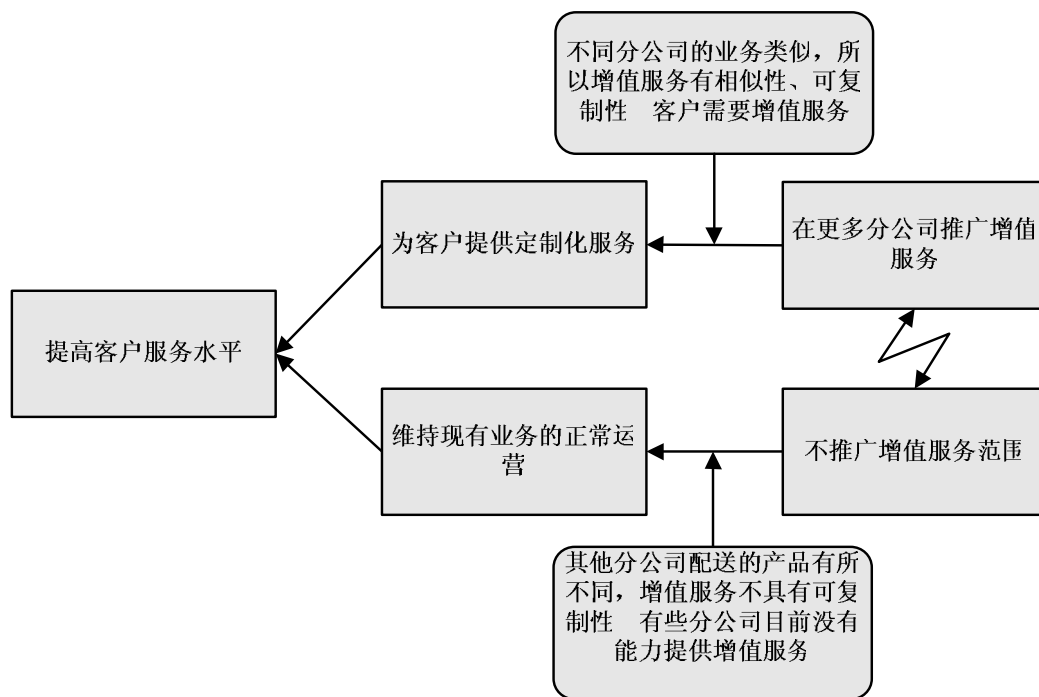 不同分公司的业务类似，所
以增值服务有相似性、可复
制性 客户需要增值服务
为客户提供定制化服务
在更多分公司推广增值
服务
提高客户服务水平
维持现有业务的正常运
营
不推广增值服务范围
其他分公司配送的产品有所
不同，增值服务不具有可复
制性 有些分公司目前没有
能力提供增值服务